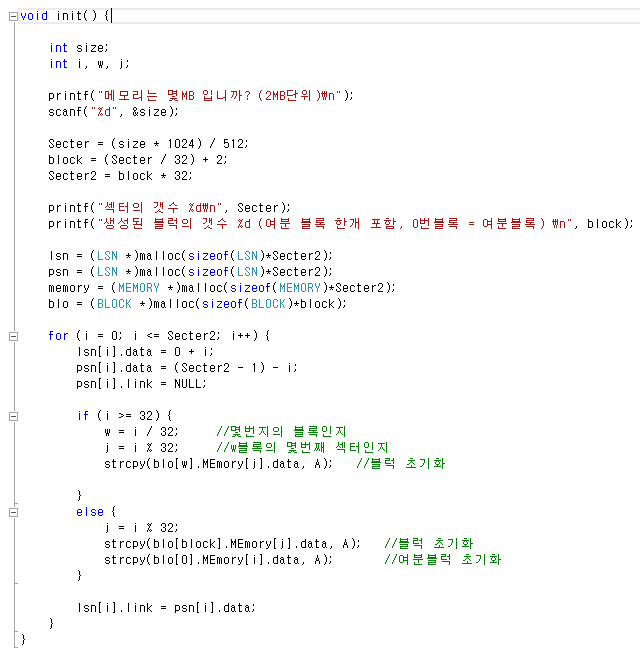 void init() {
int size;
int i, w, j;
printf("메모리는 몇MB 입니까? (2MB단위)₩n");
scanf("%d", &size);
Secter = (size * 1024) / 512;
block = (Secter / 32) + 2;
Secter2 = block * 32;
printf("섹터의 갯수 %d₩n", Secter);
printf("생성된 블럭의 갯수 %d (여분 블록 한개 포함, 0번블록 = 여분블록) ₩n", block);
lsn = (LSN *)malloc(sizeof(LSN)*Secter2);
psn = (LSN *)malloc(sizeof(LSN)*Secter2);
memory = (MEMORY *)malloc(sizeof(MEMORY)*Secter2);
blo = (BLOCK *)malloc(sizeof(BLOCK)*block);
for (i = 0; i <= Secter2; i++) {
lsn[i].data = 0 + i;
psn[i].data = (Secter2 - 1) - i;
psn[i].link = NULL;
if (i >= 32) {
w = i / 32; //몇번지의 블록인지
j = i % 32; //w블록의 몇번째 섹터인지
strcpy(blo[w].MEmory[j].data, A); //블럭 초기화
}
else {
j = i % 32;
strcpy(blo[block].MEmory[j].data, A); //블럭 초기화
strcpy(blo[0].MEmory[i].data, A); //여분블럭 초기화
}
lsn[i].link = psn[i].data;
}
}